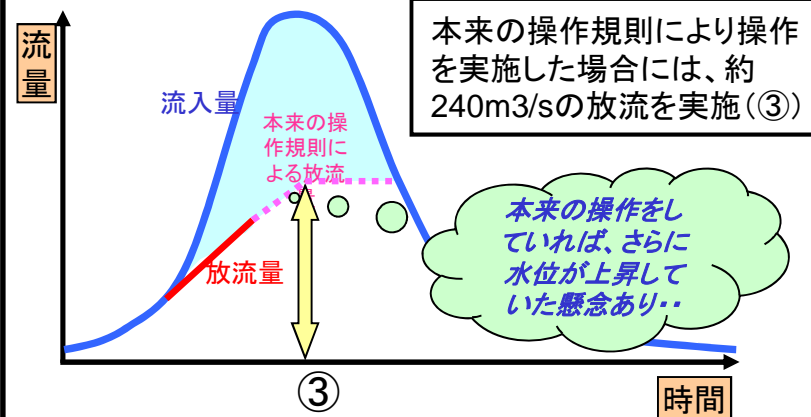 流
量
流入量
本来の操
作規則に
よる放流
放流量
本来の操作規則により操作
を実施した場合には、約
240m3/sの放流を実施(③)
本来の操作をし
ていれば、さらに
水位が上昇して
いた懸念あり・・
③
時間